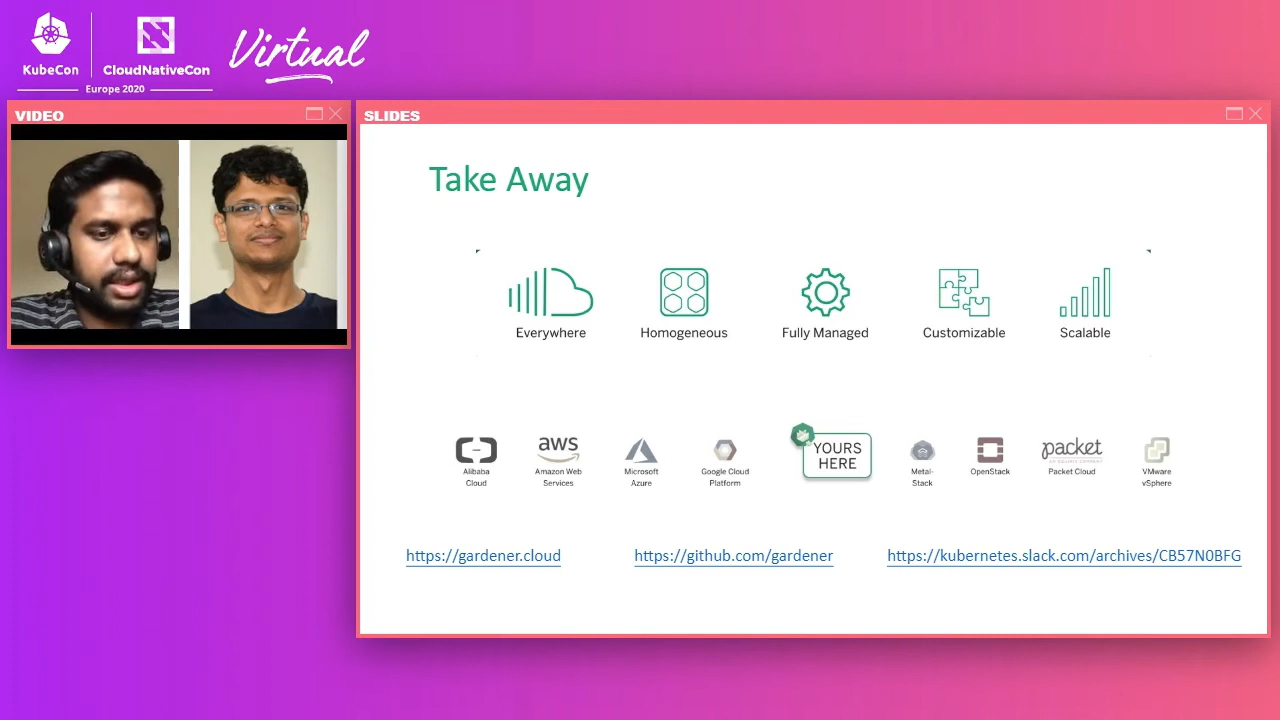 KubeCon
CloudNativeCon
Virtual
Europe 2020
VIDEO
SLIDES
Take Away
Everywhere
Homogeneous
Fully Managed
Customizable
Scalable
Alibaba
Cloud
aws
Amazon Web
Services
Microsoft
Azure
Google Cloud
Platform
YOURS
HERE
Metal-
Stack
OpenStack
packet
Packet Cloud
VMware
vSphere
https://gardener.cloud
https://github.com/gardener
https://kubernetes.slack.com/archives/CB57N0BFG